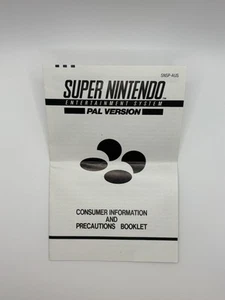 SNSP-AUS
SUPER NINTENDO
ENTERTAINMENT SYSTEM
PAL VERSION
CONSUMER INFORMATION
AND
PRECAUTIONS BOOKLET